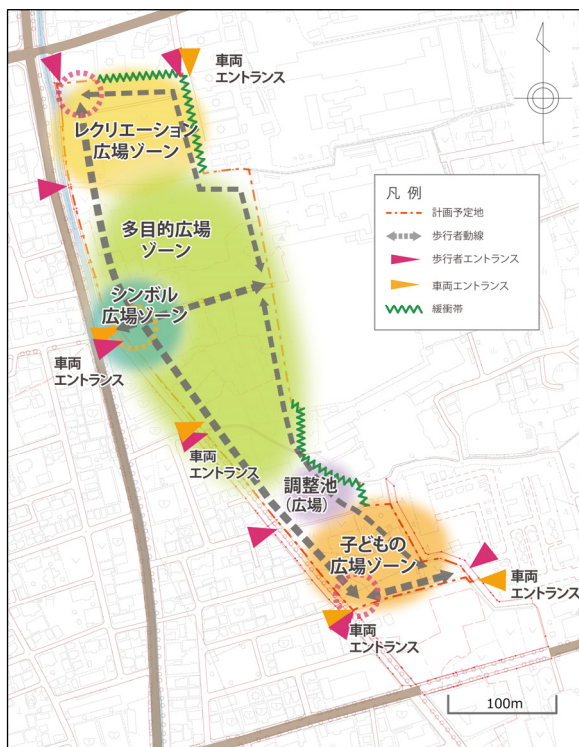 車両
エントランス
レクリエーション
広場ゾーン
凡 例
計画予定地
歩行者動線
歩行者エントランス
車両エントランス
緩衝帯
多目的広場
ゾーン
シンボル
広場ゾーン
車両
エントランス
車両
エントランス
調整池
(広場)
子どもの
広場ゾーン
車両
エントランス
車両
エントランス
100m